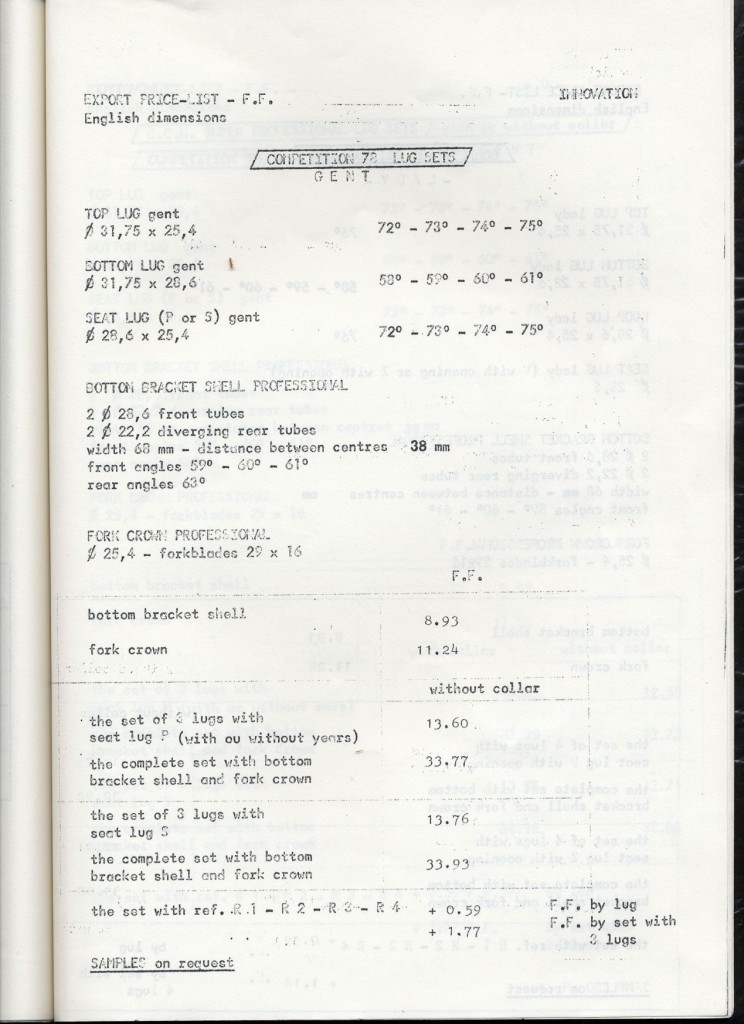 EXPORT PRICE-LIST - F.F.
INNOVATION
English dimensions
COMPETITION 78 LUG SETS
GENT
TOP LUG gent
Ø 31,75 x 25,4 72° - 73° - 74° - 75°
BOTTOM LUG gent
Ø 31,75 x 28,6 58° - 59° - 60° - 61°
SEAT LUG (P or S) gent
Ø 28,6 x 25,4 72° - 73° - 74° - 75°
BOTTOM BRACKET SHELL PROFESSIONAL
2 Ø 28,6 front tubes
2 Ø 22,2 diverging rear tubes
width 68 mm - distance between centres 38 mm
front angles 59° - 60° - 61°
rear angles 63°
FORK CROWN PROFESSIONAL
Ø 25,4 - forkblades 29 x 16
F.F.
bottom bracket shell 8.93
fork crown 11.24
without collar
the set of 3 lugs with
seat lug P (with ou without years) 13.60
the complete set with bottom 33.77
bracket shell and fork crown
the set of 3 lugs with
seat lug S 13.76
the complete set with bottom
bracket shell and fork crown 33.93
the set with ref. R 1 - R 2 - R 3 - R 4 + 0.59 F.F. by lug
+ 1.77 F.F. by set with
3 lugs
SAMPLES on request